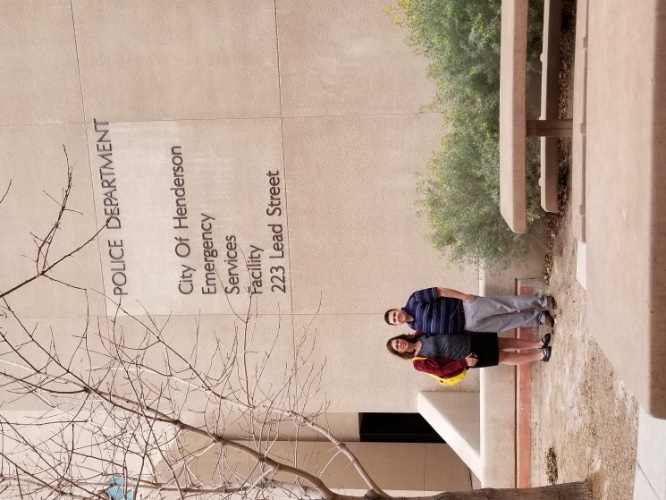 POLICE DEPARTMENT
City Of Henderson
Emergency
Services
Facility
223 Lead Street